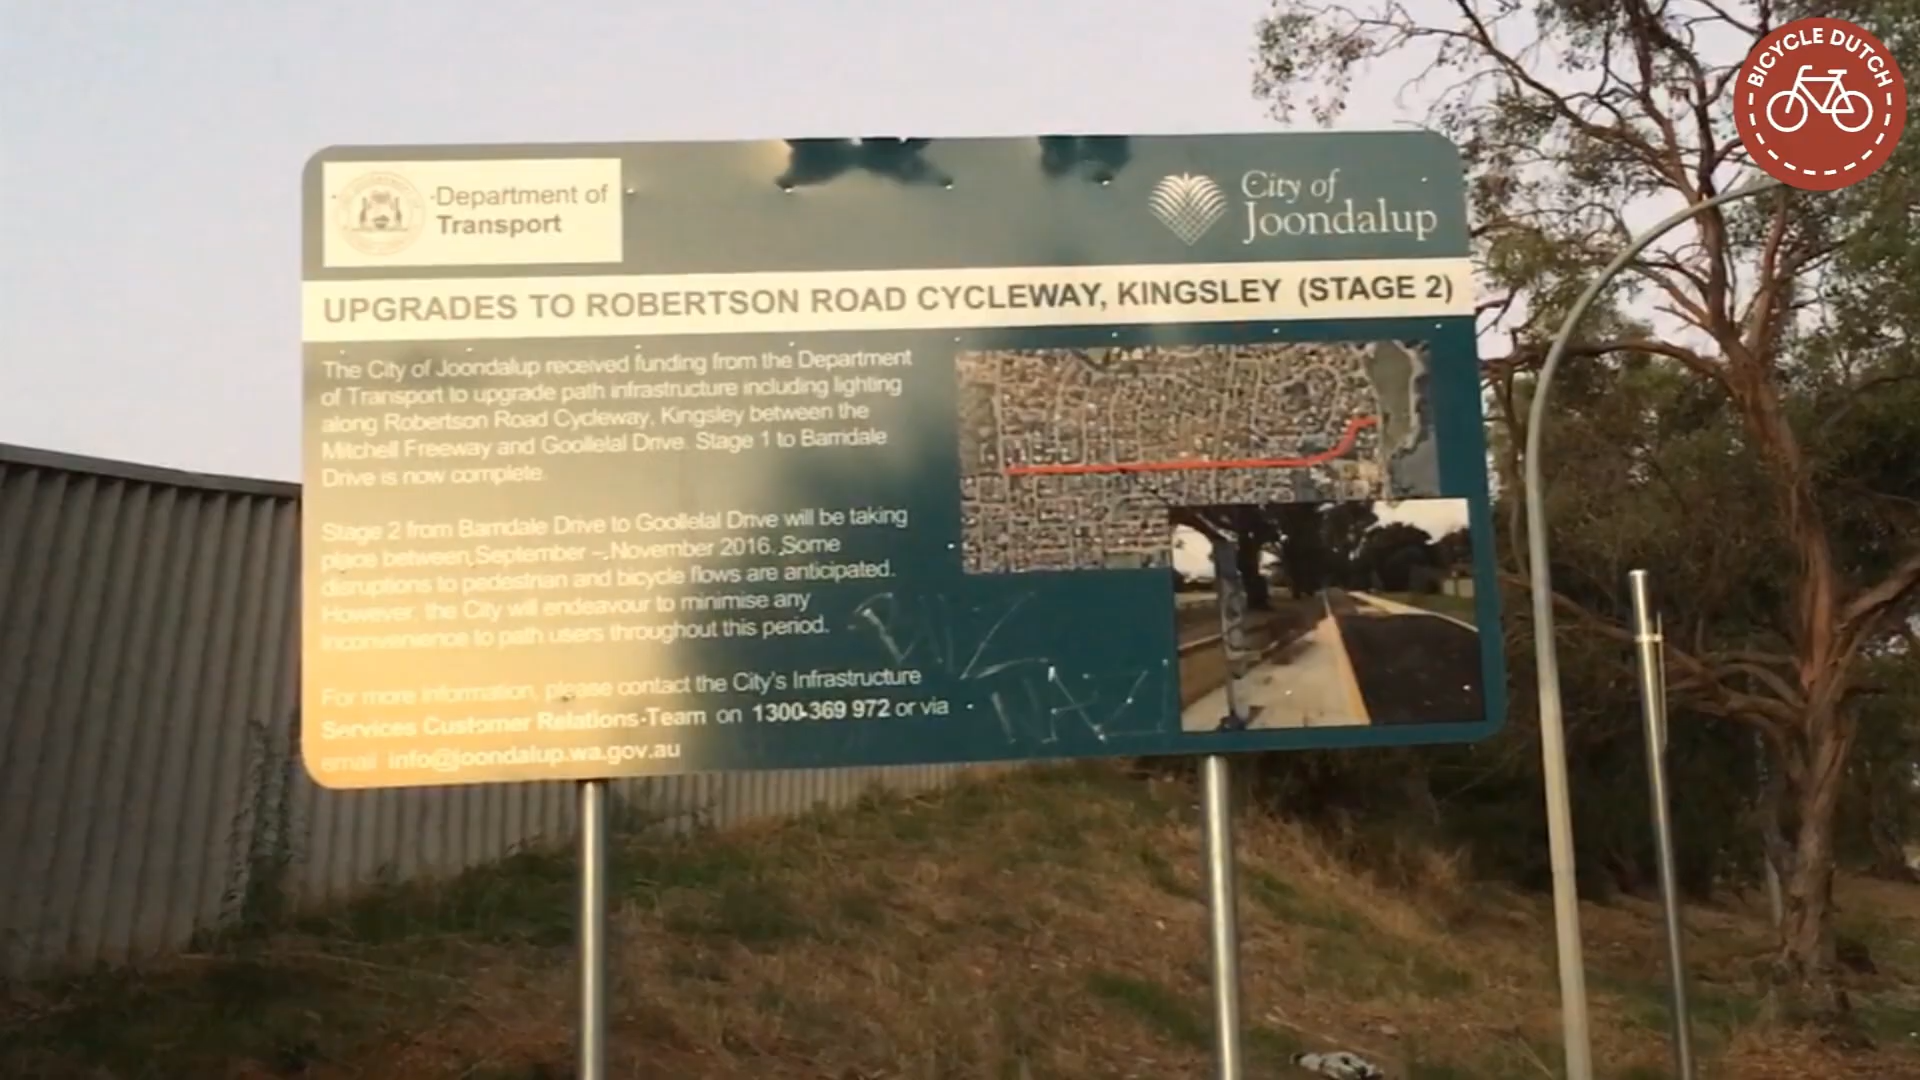 BICYCLE DUTCH
Department of
Transport
City of
Joondalup
UPGRADES TO ROBERTSON ROAD CYCLEWAY, KINGSLEY (STAGE 2)
The City of Joondalup received funding from the Department
of Transport to upgrade path infrastructure including lighting
along Robertson Road Cycleway, Kingsley between the
Mitchell Freeway and Goollelal Drive. Stage 1 to Barridale
Drive is now complete.
Stage 2 from Barridale Drive to Goollelal Drive will be taking
place between September – November 2016. Some
disruptions to pedestrian and bicycle flows are anticipated.
However, the City will endeavour to minimise any
inconvenience to path users throughout this period.
For more information, please contact the City's Infrastructure
Services Customer Relations Team on 1300 369 972 or via
email info@joondalup.wa.gov.au